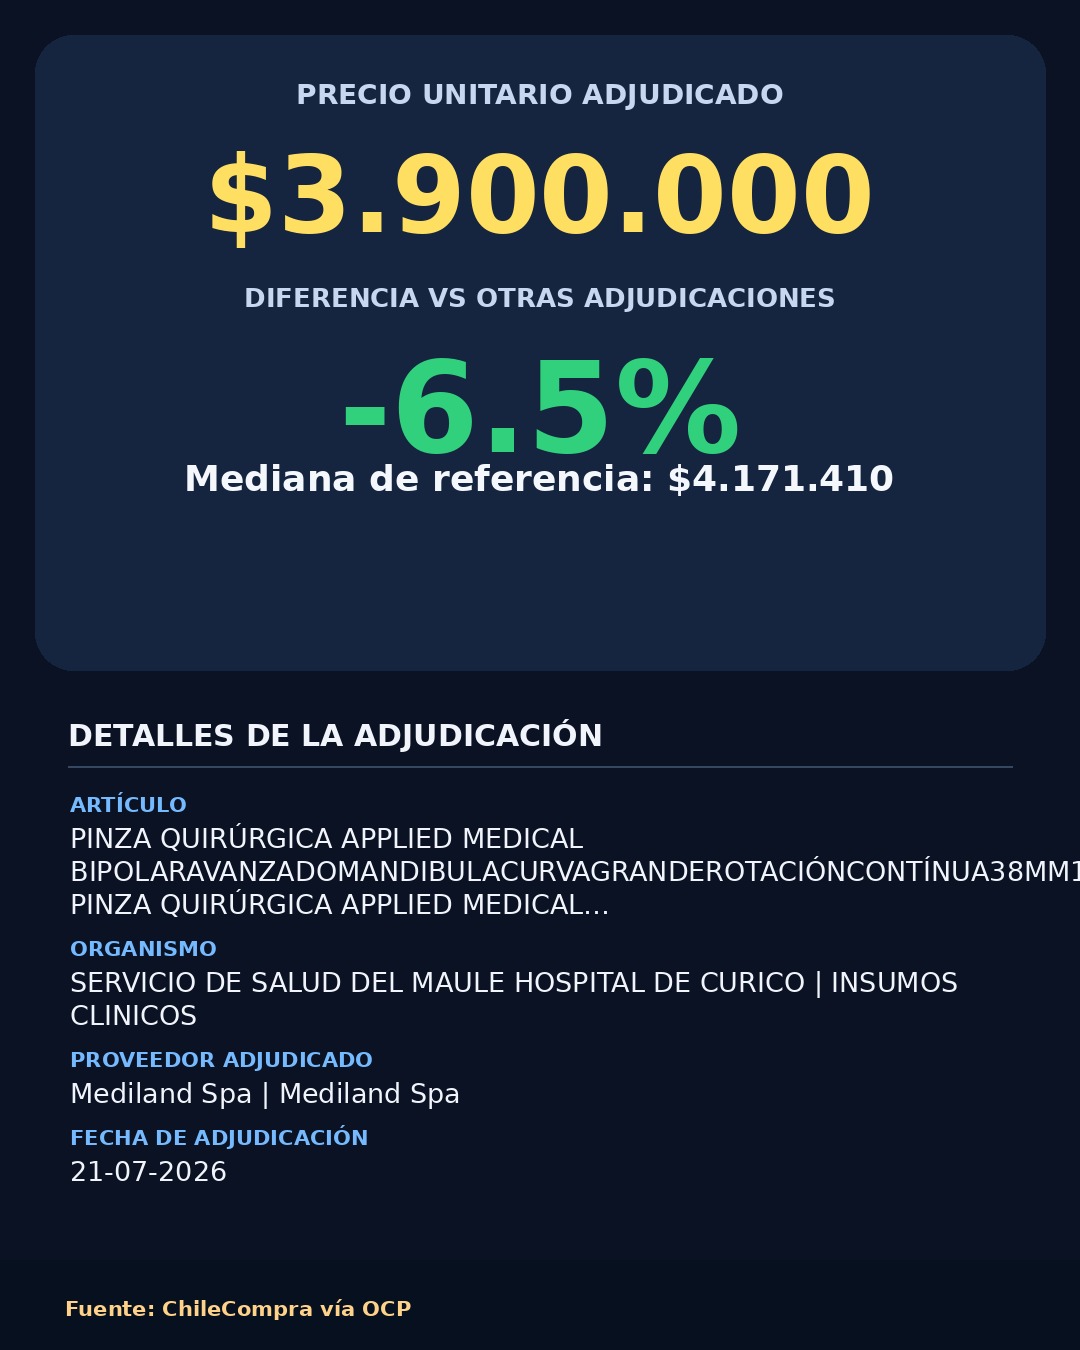 PRECIO UNITARIO ADJUDICADO
$3.900.000
DIFERENCIA VS OTRAS ADJUDICACIONES
-6.5%
Mediana de referencia: $4.171.410
DETALLES DE LA ADJUDICACIÓN
ARTÍCULO
PINZA QUIRÚRGICA APPLIED MEDICAL
BIPOLARAVANZADOMANDIBULACURVAGRANDEROTACIÓNCONTÍNUA38MM1
PINZA QUIRÚRGICA APPLIED MEDICAL...
ORGANISMO
SERVICIO DE SALUD DEL MAULE HOSPITAL DE CURICO | INSUMOS
CLINICOS
PROVEEDOR ADJUDICADO
Mediland Spa | Mediland Spa
FECHA DE ADJUDICACIÓN
21-07-2026
Fuente: ChileCompra vía OCP